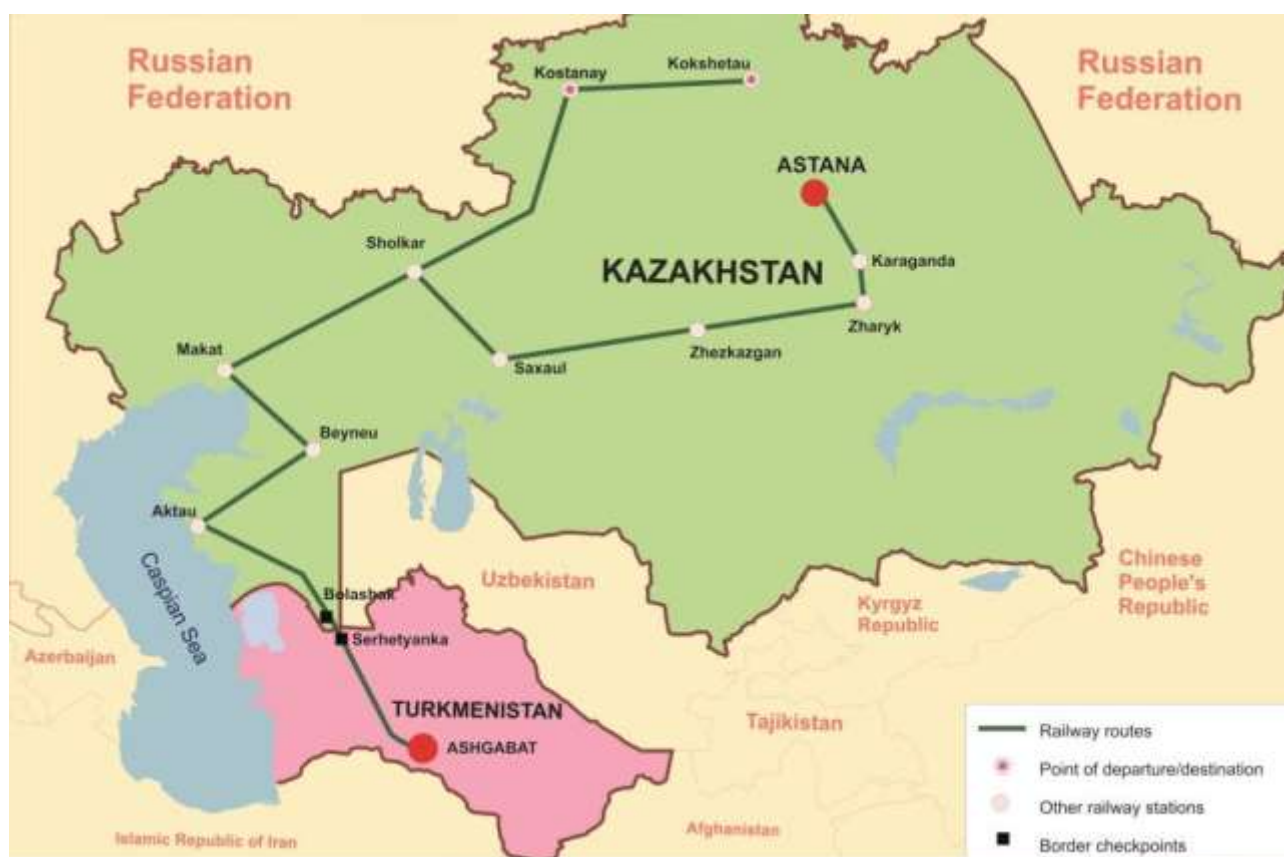 Russian
Federation
Kostanay
Kokshetau
Russian
Federation
ASTANA
Sholkar
KAZAKHSTAN
Karaganda
Zharyk
Makat
Saxaul
Zhezkazgan
Beyneu
Aktau
Caspian Sea
Bolashak
Uzbekistan
Kyrgyz
Republic
Chinese
People's
Republic
Serhetyanka
Azerbaijan
TURKMENISTAN
ASHGABAT
Tajikistan
Islamic Republic of Iran
Afghanistan
Railway routes
Point of departure/destination
Other railway stations
Border checkpoints